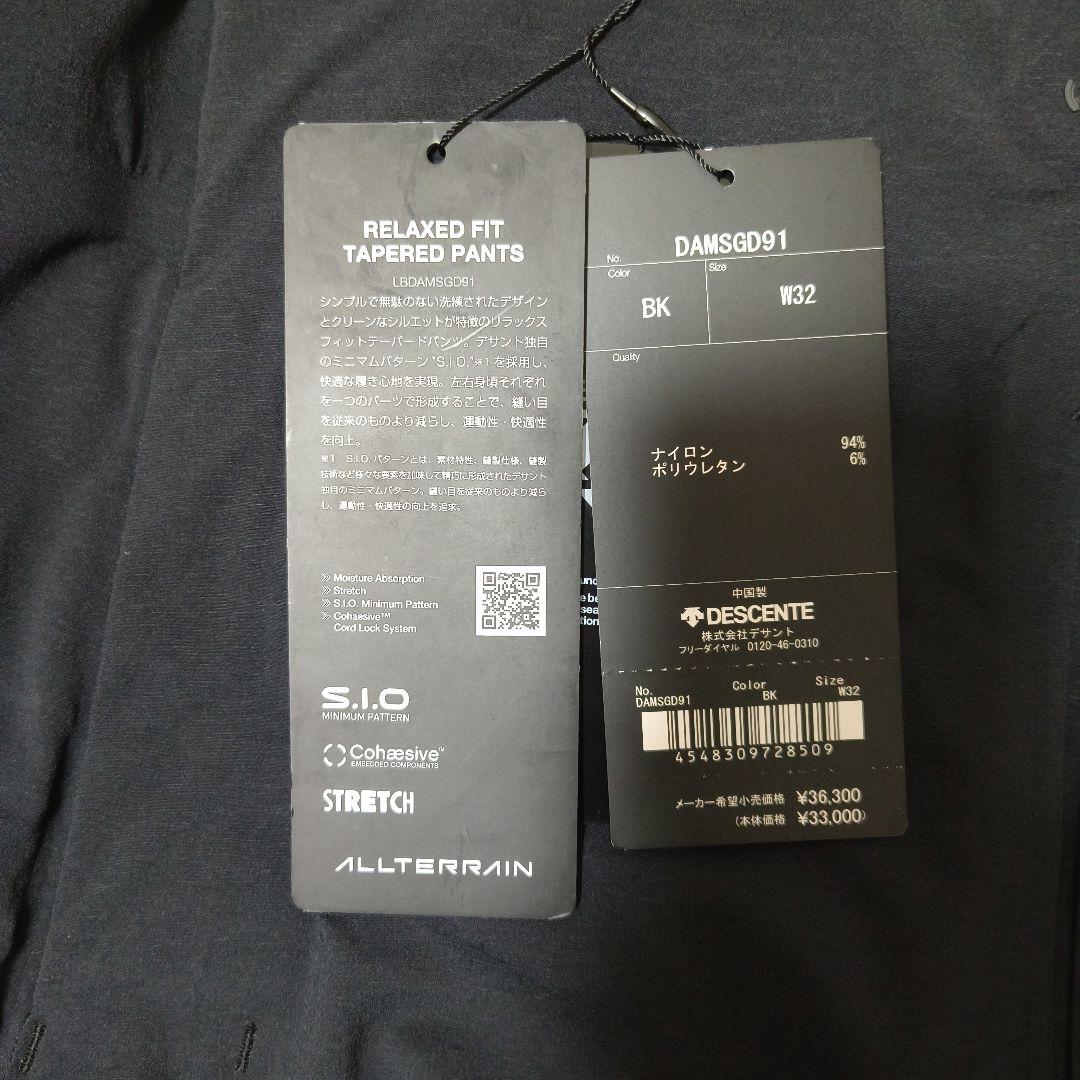 RELAXED FIT
TAPERED PANTS
LBDAMSGD91
シンプルで無駄のない洗練されたデザイン
とクリーンなシルエットが特徴のリラックス
フィットテーパードパンツ。デサント独自
のミニマムパターン"S.I.O."※1を採用し、
快適な履き心地を実現。左右身頃それぞれ
を一つのパーツで形成することで、縫い目
を従来のものより減らし、運動性・快適性
を向上。
※1 S.I.O.パターンとは、素材特性、縫製仕様、縫製
技術など様々な要素を加味して精巧に形成されたデサント
独自のミニマムパターン。縫い目を従来のものより減ら
し、運動性・快適性の向上を追求。
≫ Moisture Absorption
≫ Stretch
≫ S.I.O. Minimum Pattern
≫ Cohaesive™
Cord Lock System
S.I.O
MINIMUM PATTERN
Cohæsive™
EMBEDDED COMPONENTS
STRETCH
ALLTERRAIN
No. DAMSGD91
Color BK
Size W32
Quality
ナイロン 94%
ポリウレタン 6%
中国製
DESCENTE
株式会社デサント
フリーダイヤル 0120-46-0310
No. Color Size
DAMSGD91 BK W32
4548309728509
メーカー希望小売価格 ¥36,300
(本体価格 ¥33,000)